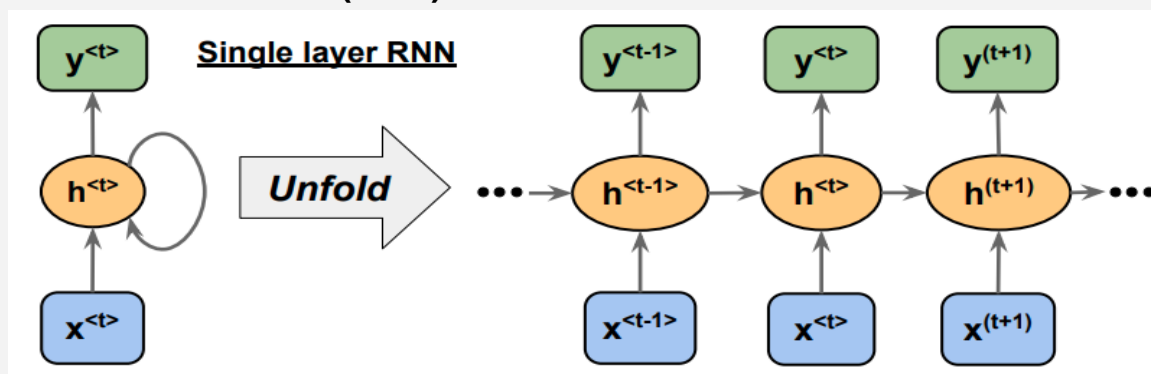 Single layer RNN
y<t>
y<t-1>
y<t>
y(t+1)
h<t>
Unfold
•••
h<t-1>
h<t>
h(t+1)
•••
x<t>
x<t-1>
x<t>
x(t+1)